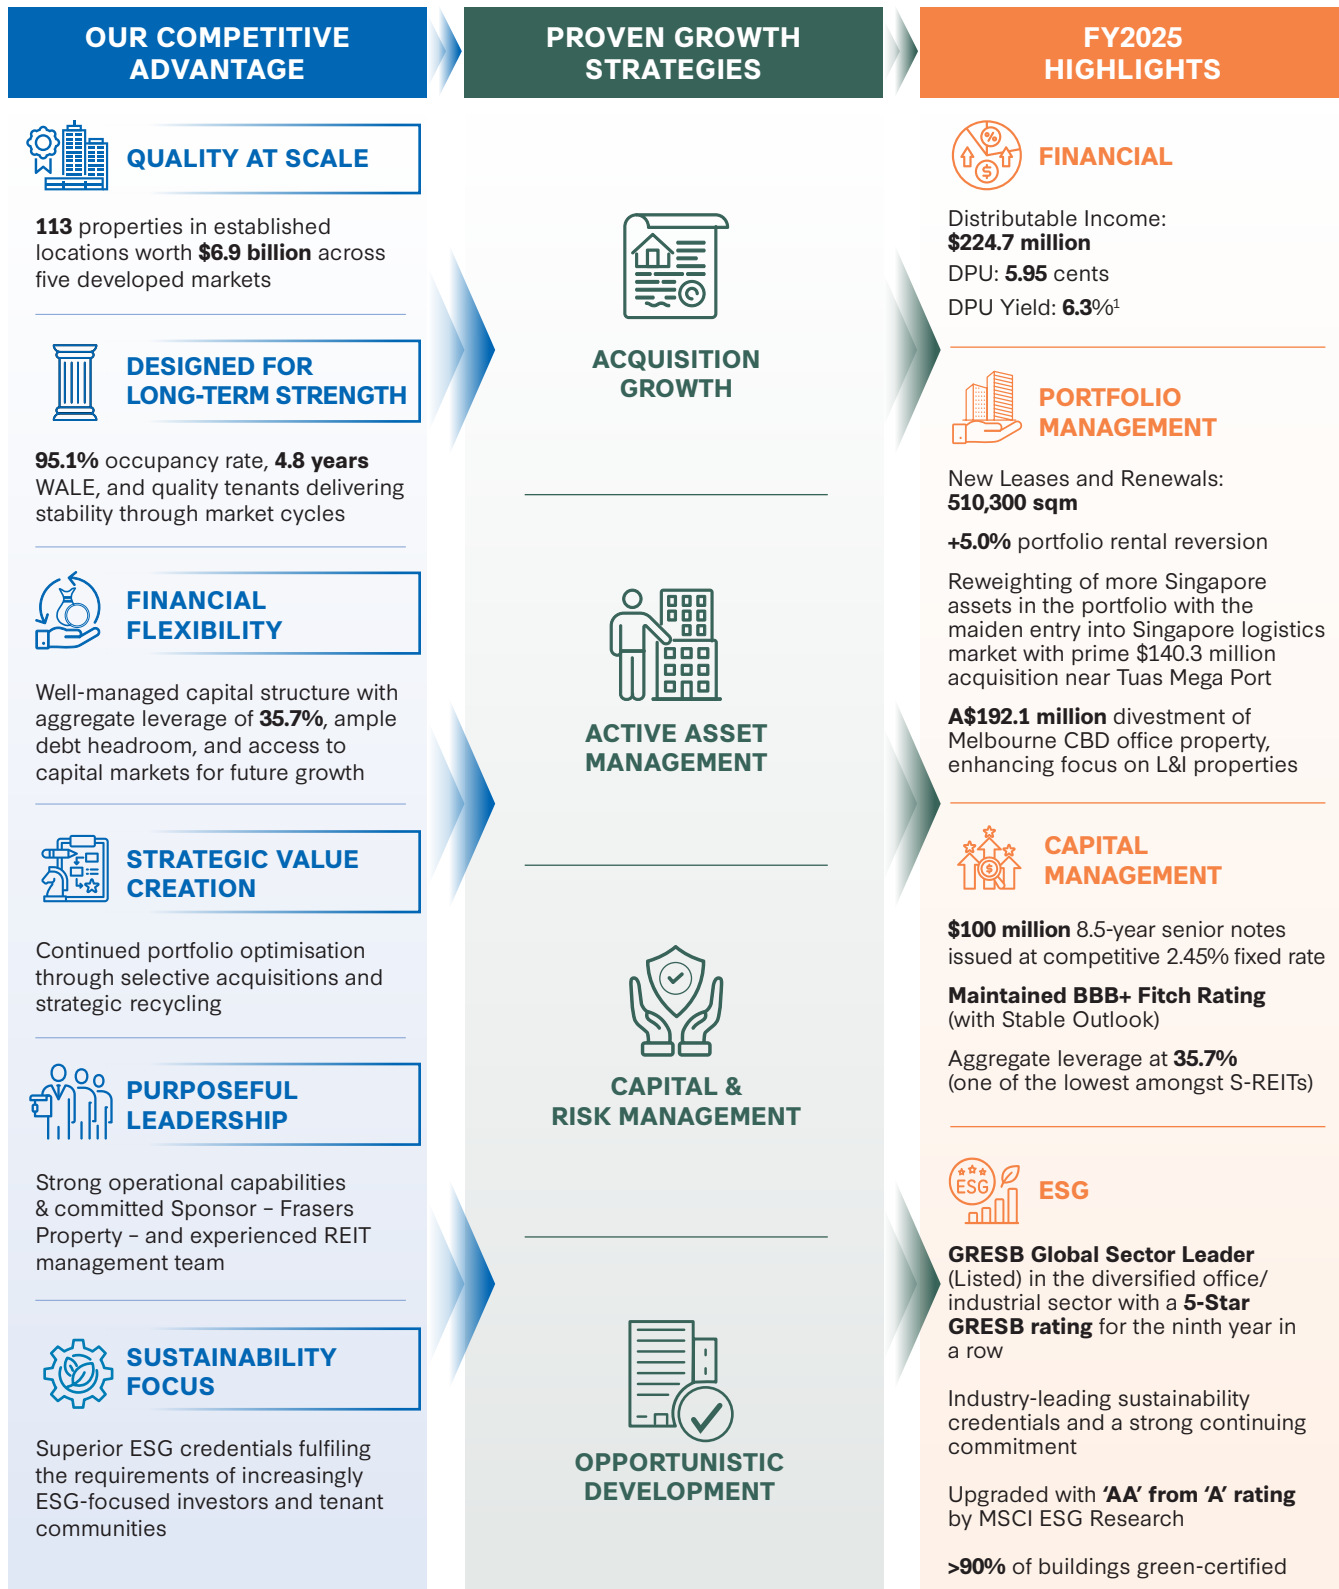 OUR COMPETITIVE
ADVANTAGE
QUALITY AT SCALE
113 properties in established
locations worth $6.9 billion across
five developed markets
DESIGNED FOR
LONG-TERM STRENGTH
95.1% occupancy rate, 4.8 years
WALE, and quality tenants delivering
stability through market cycles
FINANCIAL
FLEXIBILITY
Well-managed capital structure with
aggregate leverage of 35.7%, ample
debt headroom, and access to
capital markets for future growth
STRATEGIC VALUE
CREATION
Continued portfolio optimisation
through selective acquisitions and
strategic recycling
PURPOSEFUL
LEADERSHIP
Strong operational capabilities
& committed Sponsor – Frasers
Property – and experienced REIT
management team
SUSTAINABILITY
FOCUS
Superior ESG credentials fulfiling
the requirements of increasingly
ESG-focused investors and tenant
communities
PROVEN GROWTH
STRATEGIES
ACQUISITION
GROWTH
ACTIVE ASSET
MANAGEMENT
CAPITAL &
RISK MANAGEMENT
OPPORTUNISTIC
DEVELOPMENT
FY2025
HIGHLIGHTS
%
$
FINANCIAL
Distributable Income:
$224.7 million
DPU: 5.95 cents
DPU Yield: 6.3%¹
PORTFOLIO
MANAGEMENT
New Leases and Renewals:
510,300 sqm
+5.0% portfolio rental reversion
Reweighting of more Singapore
assets in the portfolio with the
maiden entry into Singapore logistics
market with prime $140.3 million
acquisition near Tuas Mega Port
A$192.1 million divestment of
Melbourne CBD office property,
enhancing focus on L&I properties
$
CAPITAL
MANAGEMENT
$100 million 8.5-year senior notes
issued at competitive 2.45% fixed rate
Maintained BBB+ Fitch Rating
(with Stable Outlook)
Aggregate leverage at 35.7%
(one of the lowest amongst S-REITs)
ESG
ESG
GRESB Global Sector Leader
(Listed) in the diversified office/
industrial sector with a 5-Star
GRESB rating for the ninth year in
a row
Industry-leading sustainability
credentials and a strong continuing
commitment
Upgraded with ‘AA’ from ‘A’ rating
by MSCI ESG Research
>90% of buildings green-certified